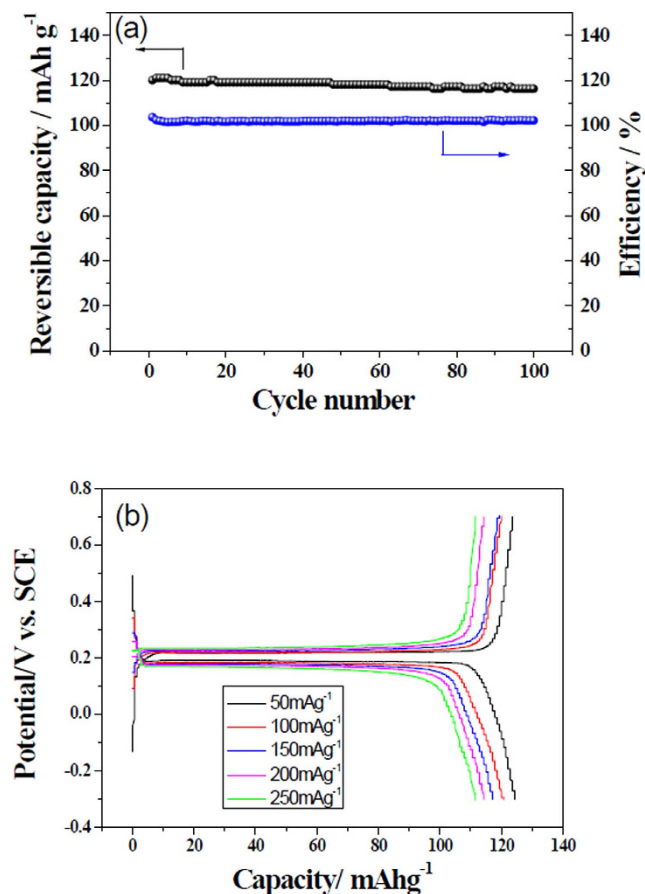 (a)
140
120
100
80
60
40
20
0
Reversible capacity / mAh g⁻¹
140
120
100
80
60
40
20
0
Efficiency / %
0 20 40 60 80 100
Cycle number
(b)
0.8
0.6
0.4
0.2
0.0
-0.2
-0.4
Potential/V vs. SCE
50mAg⁻¹
100mAg⁻¹
150mAg⁻¹
200mAg⁻¹
250mAg⁻¹
0 20 40 60 80 100 120 140
Capacity/ mAhg⁻¹